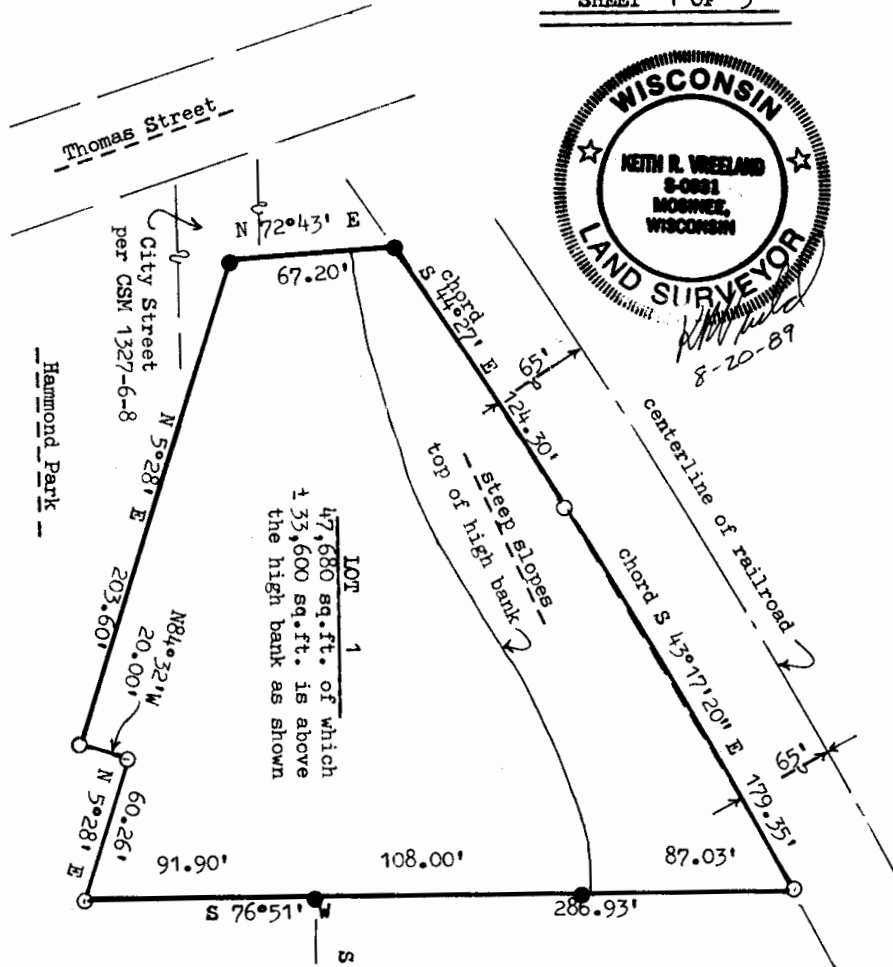 SHEET 1 OF 3
WISCONSIN
KEITH R. VREELAND
S-0981
MOSINEE,
WISCONSIN
LAND SURVEYOR
8-20-89
Thomas Street
City Street
per CSM 1327-6-8
N 72°43' E
67.20'
chord
S 44°27' E
124.30'
65'
centerline of railroad
Hammond Park
N 5°28' E
203.60'
steep slopes
top of high bank
LOT 1
47,680 sq.ft. of which
± 33,600 sq.ft. is above
the high bank as shown
chord S 43°17'20" E
179.35'
65'
N84°32'W
20.00'
N 5°28' E
60.26'
91.90'
108.00'
87.03'
S 76°51' W
286.93'
S